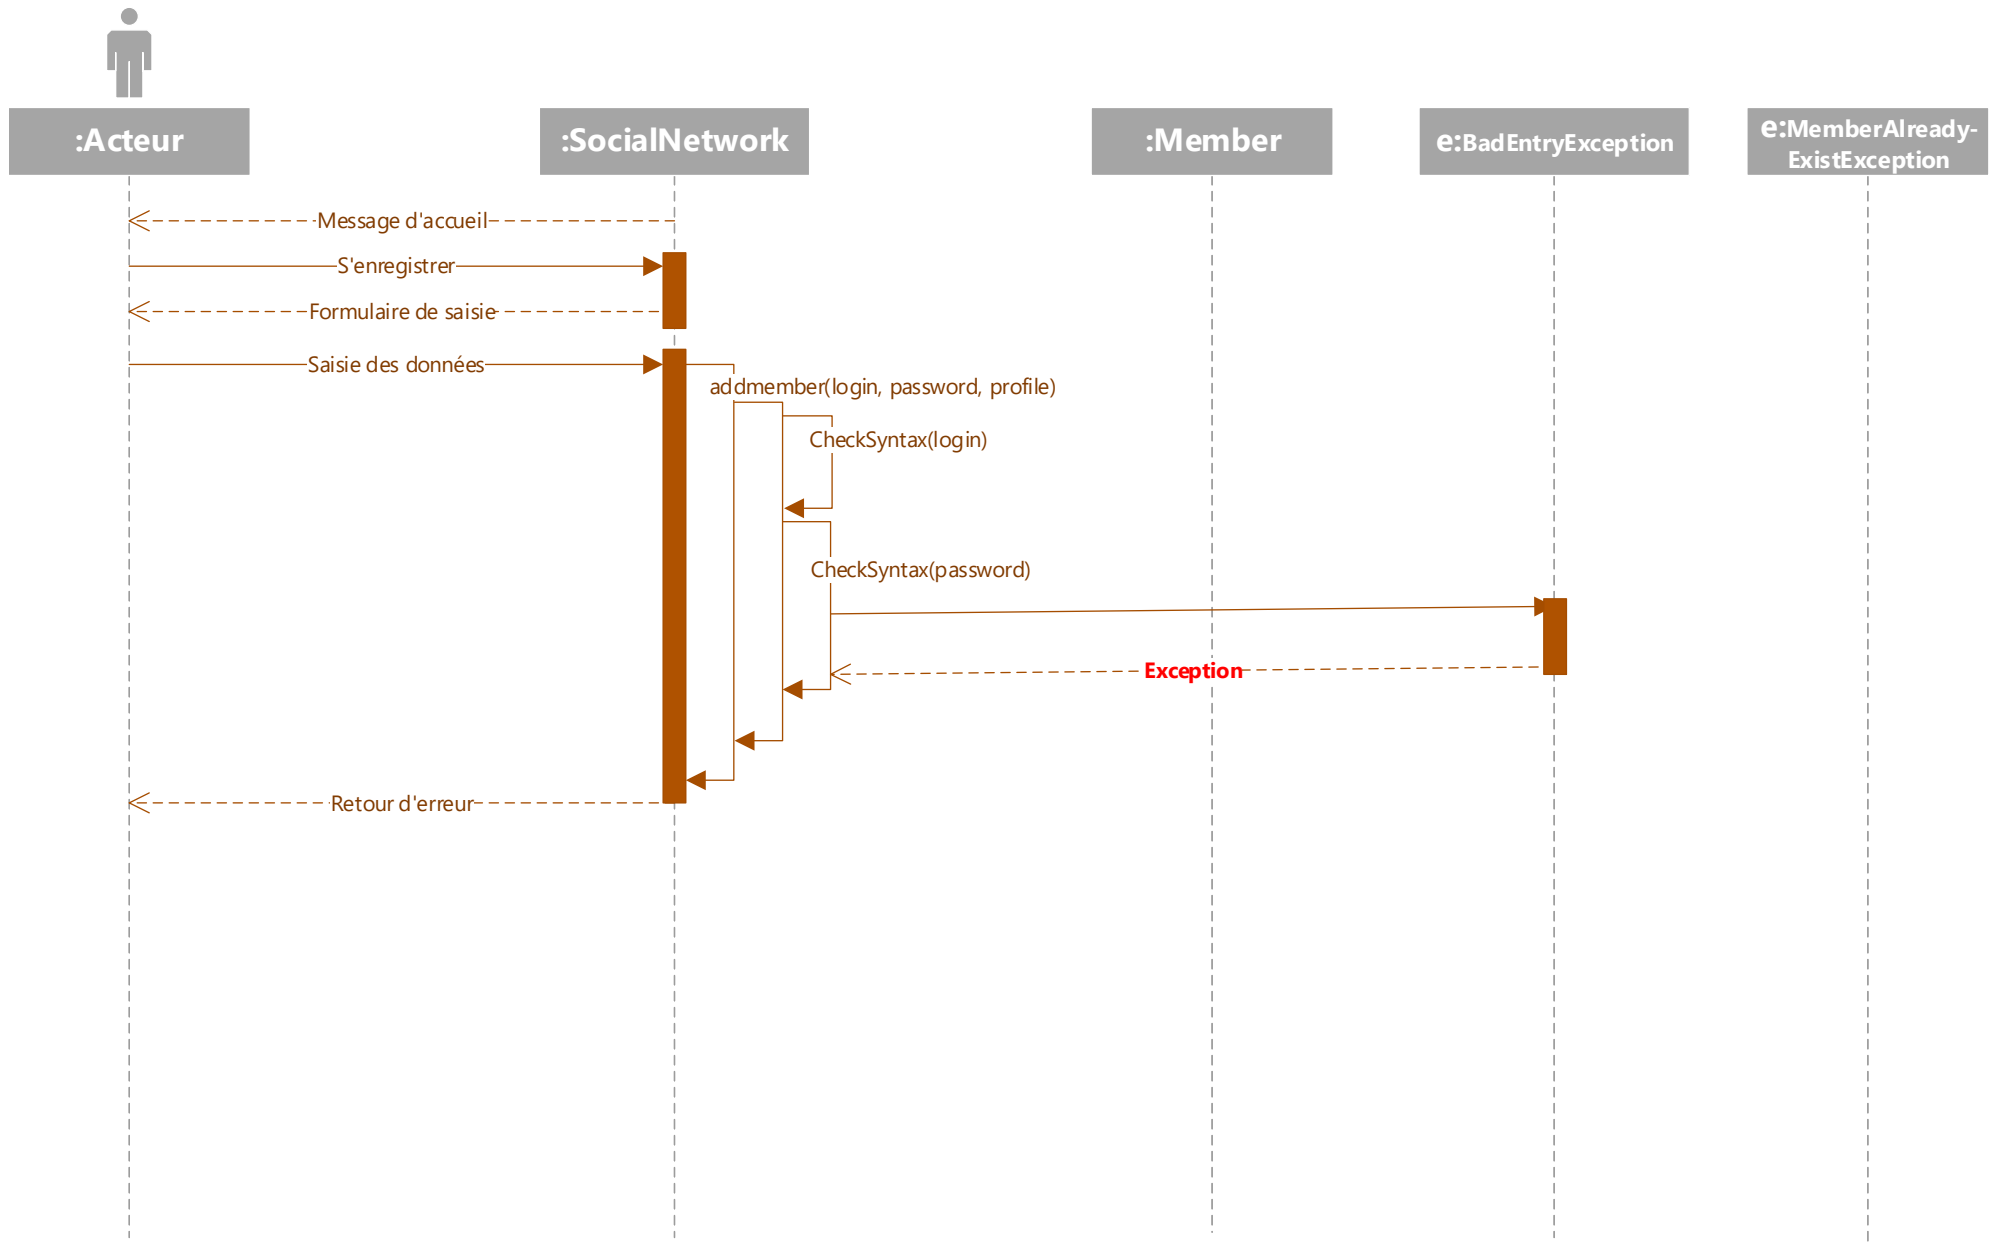 :Acteur
:SocialNetwork
:Member
e:BadEntryException
e:MemberAlready-
ExistException
Message d'accueil
S'enregistrer
Formulaire de saisie
Saisie des données
addmember(login, password, profile)
CheckSyntax(login)
CheckSyntax(password)
Exception
Retour d'erreur